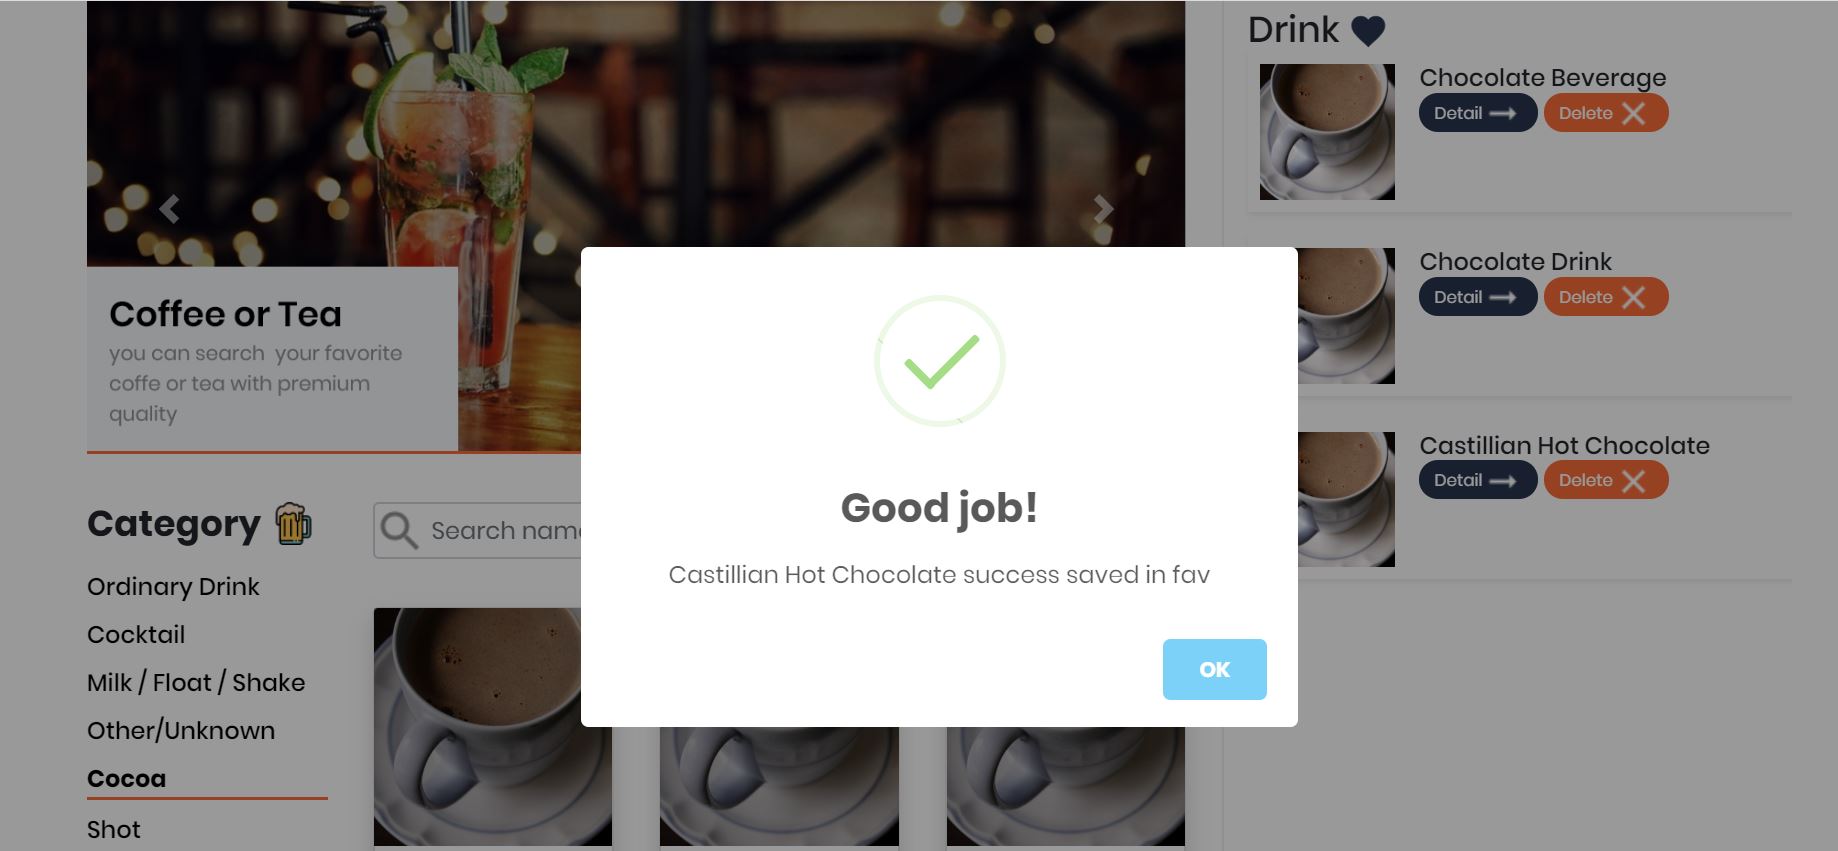 Drink
Chocolate Beverage
Detail
Delete
Chocolate Drink
Detail
Delete
Castillian Hot Chocolate
Detail
Delete
Coffee or Tea
you can search  your favorite
coffe or tea with premium
quality
Good job!
Castillian Hot Chocolate success saved in fav
OK
Category
Search nam
Ordinary Drink
Cocktail
Milk / Float / Shake
Other/Unknown
Cocoa
Shot